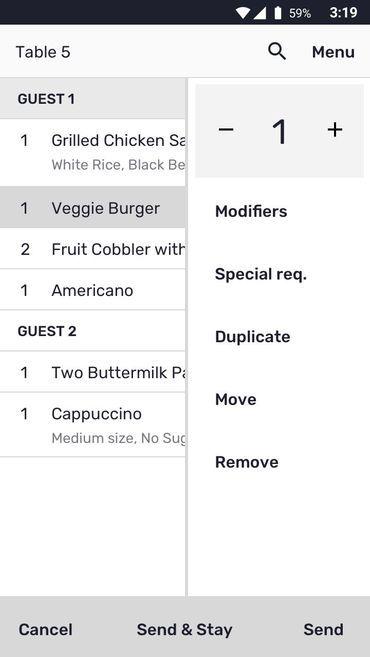 59% 3:19
Table 5 Menu
GUEST 1
1 Grilled Chicken Sa
White Rice, Black Be
1 Veggie Burger
2 Fruit Cobbler with
1 Americano
GUEST 2
1 Two Buttermilk Pa
1 Cappuccino
Medium size, No Sug
− 1 +
Modifiers
Special req.
Duplicate
Move
Remove
Cancel Send & Stay Send